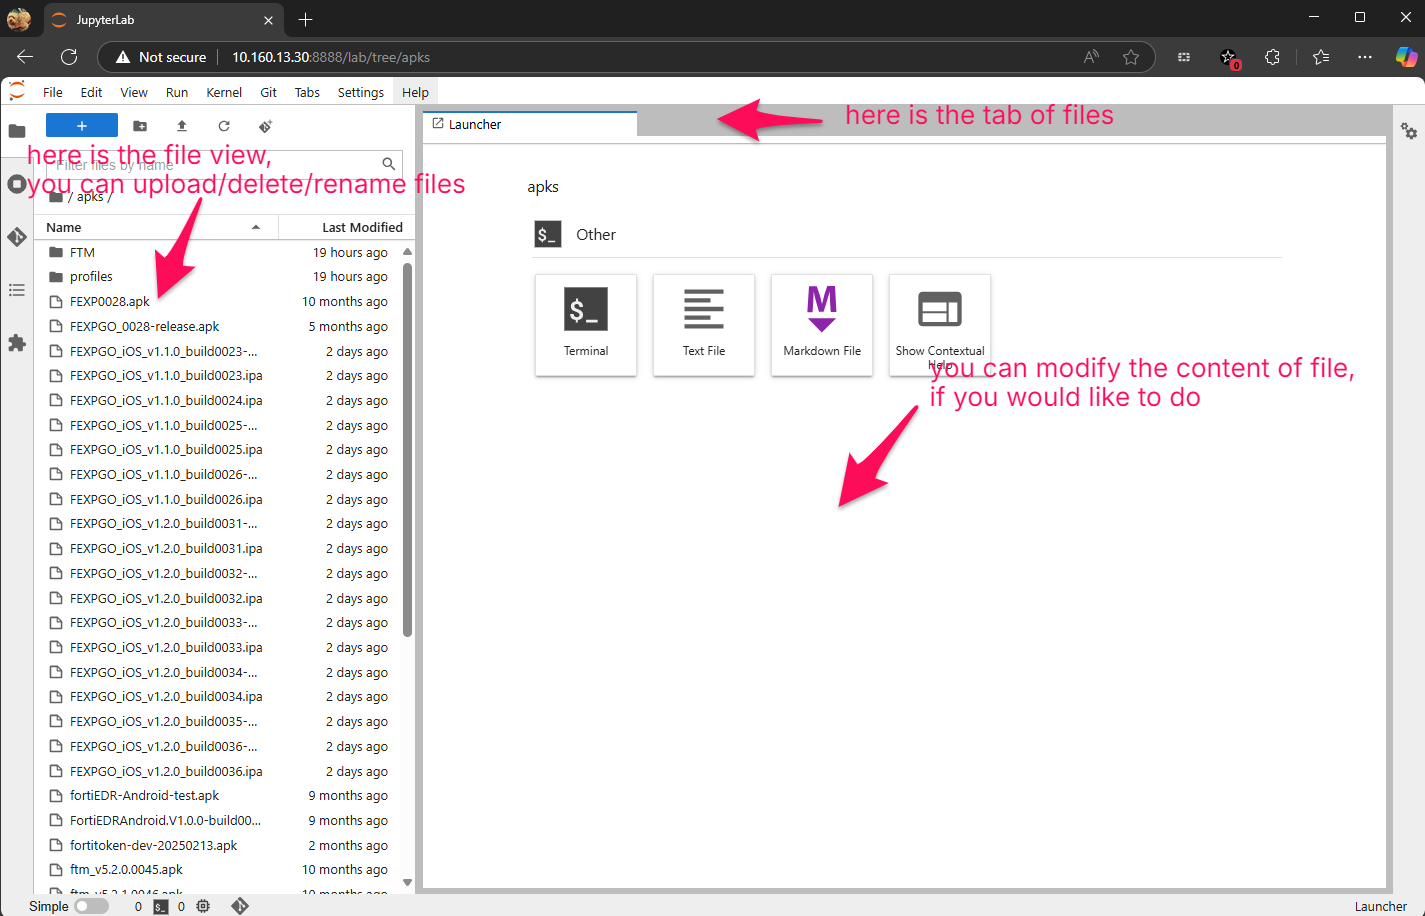 JupyterLab
Not secure 10.160.13.30:8888/lab/tree/apks
0
File Edit View Run Kernel Git Tabs Settings Help
Launcher
here is the tab of files
here is the file view,
Filter files by name
you can upload/delete/rename files
/ apks /
Name Last Modified
FTM 19 hours ago
profiles 19 hours ago
FEXP0028.apk 10 months ago
FEXPGO_0028-release.apk 5 months ago
FEXPGO_iOS_v1.1.0_build0023-... 2 days ago
FEXPGO_iOS_v1.1.0_build0023.ipa 2 days ago
FEXPGO_iOS_v1.1.0_build0024.ipa 2 days ago
FEXPGO_iOS_v1.1.0_build0025-... 2 days ago
FEXPGO_iOS_v1.1.0_build0025.ipa 2 days ago
FEXPGO_iOS_v1.1.0_build0026-... 2 days ago
FEXPGO_iOS_v1.1.0_build0026.ipa 2 days ago
FEXPGO_iOS_v1.2.0_build0031-... 2 days ago
FEXPGO_iOS_v1.2.0_build0031.ipa 2 days ago
FEXPGO_iOS_v1.2.0_build0032-... 2 days ago
FEXPGO_iOS_v1.2.0_build0032.ipa 2 days ago
FEXPGO_iOS_v1.2.0_build0033-... 2 days ago
FEXPGO_iOS_v1.2.0_build0033.ipa 2 days ago
FEXPGO_iOS_v1.2.0_build0034-... 2 days ago
FEXPGO_iOS_v1.2.0_build0034.ipa 2 days ago
FEXPGO_iOS_v1.2.0_build0035-... 2 days ago
FEXPGO_iOS_v1.2.0_build0036-... 2 days ago
FEXPGO_iOS_v1.2.0_build0036.ipa 2 days ago
fortiEDR-Android-test.apk 9 months ago
FortiEDRAndroid.V1.0.0-build00... 9 months ago
fortitoken-dev-20250213.apk 2 months ago
ftm_v5.2.0.0045.apk 10 months ago
ftm_v5.2.1.0046.apk 10 months ago
apks
$_ Other
$_
Terminal
Text File
M
Markdown File
Show Contextual
Help
you can modify the content of file,
if you would like to do
Simple 0 $_ 0 Launcher